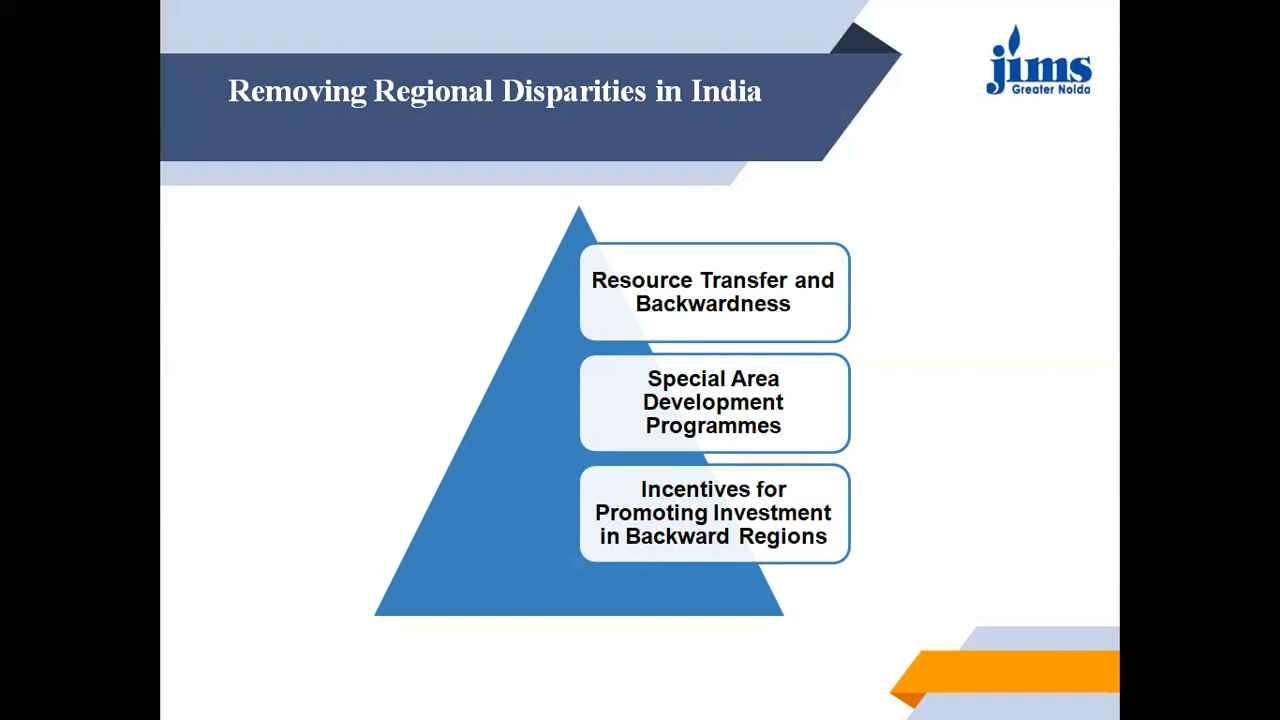 Removing Regional Disparities in India
jims
Greater Noida
Resource Transfer and
Backwardness
Special Area
Development
Programmes
Incentives for
Promoting Investment
in Backward Regions